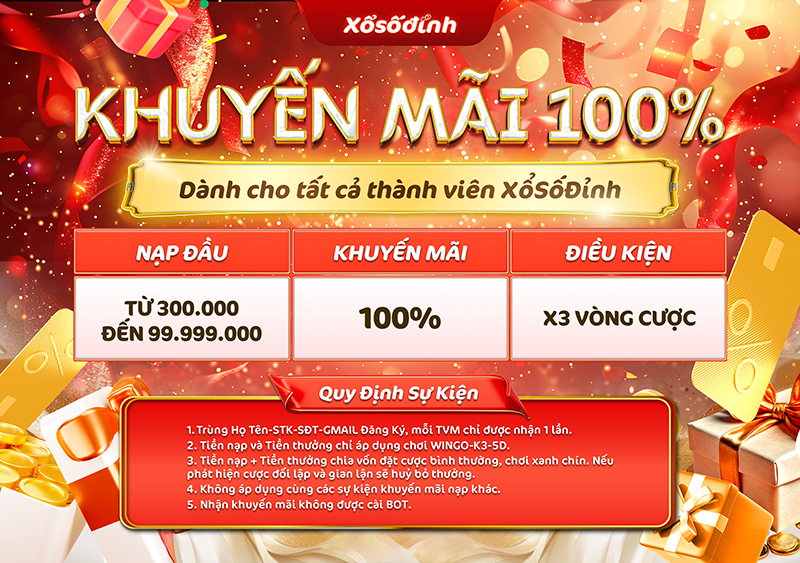 XổSốĐỉnh
KHUYẾN MÃI 100%
Dành cho tất cả thành viên XổSốĐỉnh
NẠP ĐẦU
KHUYẾN MÃI
ĐIỀU KIỆN
TỪ 300.000
ĐẾN 99.999.000
100%
X3 VÒNG CƯỢC
Quy Định Sự Kiện
1. Trùng Họ Tên-STK-SĐT-GMAIL Đăng Ký, mỗi TVM chỉ được nhận 1 lần.
2. Tiền nạp và Tiền thưởng chỉ áp dụng chơi WINGO-K3-5D.
3. Tiền nạp + Tiền thưởng chia vốn đặt cược bình thường, chơi xanh chín. Nếu
phát hiện cược đối lập và gian lận sẽ huỷ bỏ thưởng.
4. Không áp dụng cùng các sự kiện khuyến mãi nạp khác.
5. Nhận khuyến mãi không được cài BOT.